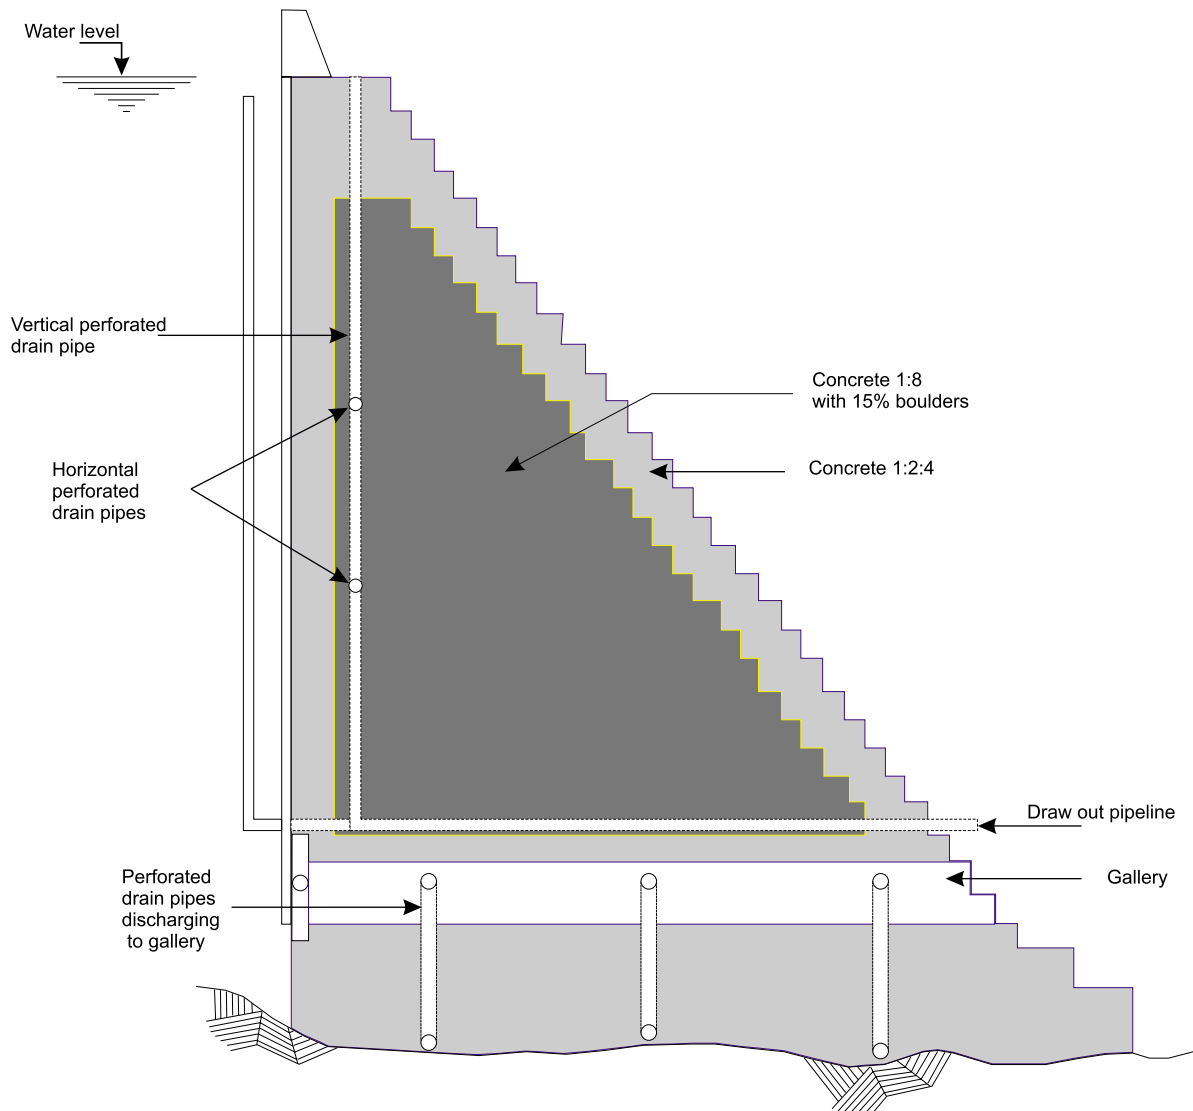 Water level
Vertical perforated
drain pipe
Concrete 1:8
with 15% boulders
Horizontal
perforated
drain pipes
Concrete 1:2:4
Draw out pipeline
Perforated
drain pipes
discharging
to gallery
Gallery